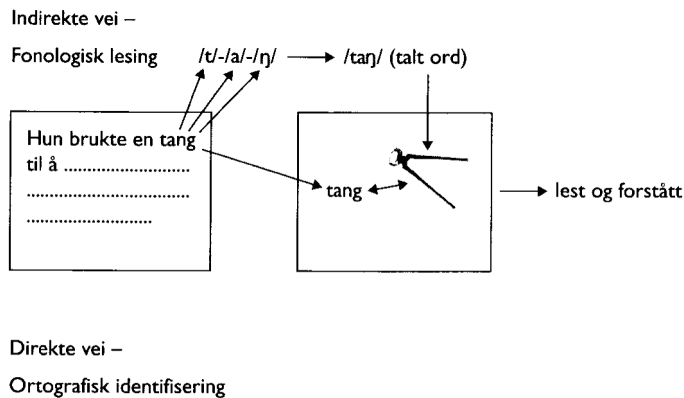 Indirekte vei –
Fonologisk lesing /t/-/a/-/ŋ/ /taŋ/ (talt ord)
Hun brukte en tang
til å ..........................
.................................
.........................
tang
lest og forstått
Direkte vei –
Ortografisk identifisering